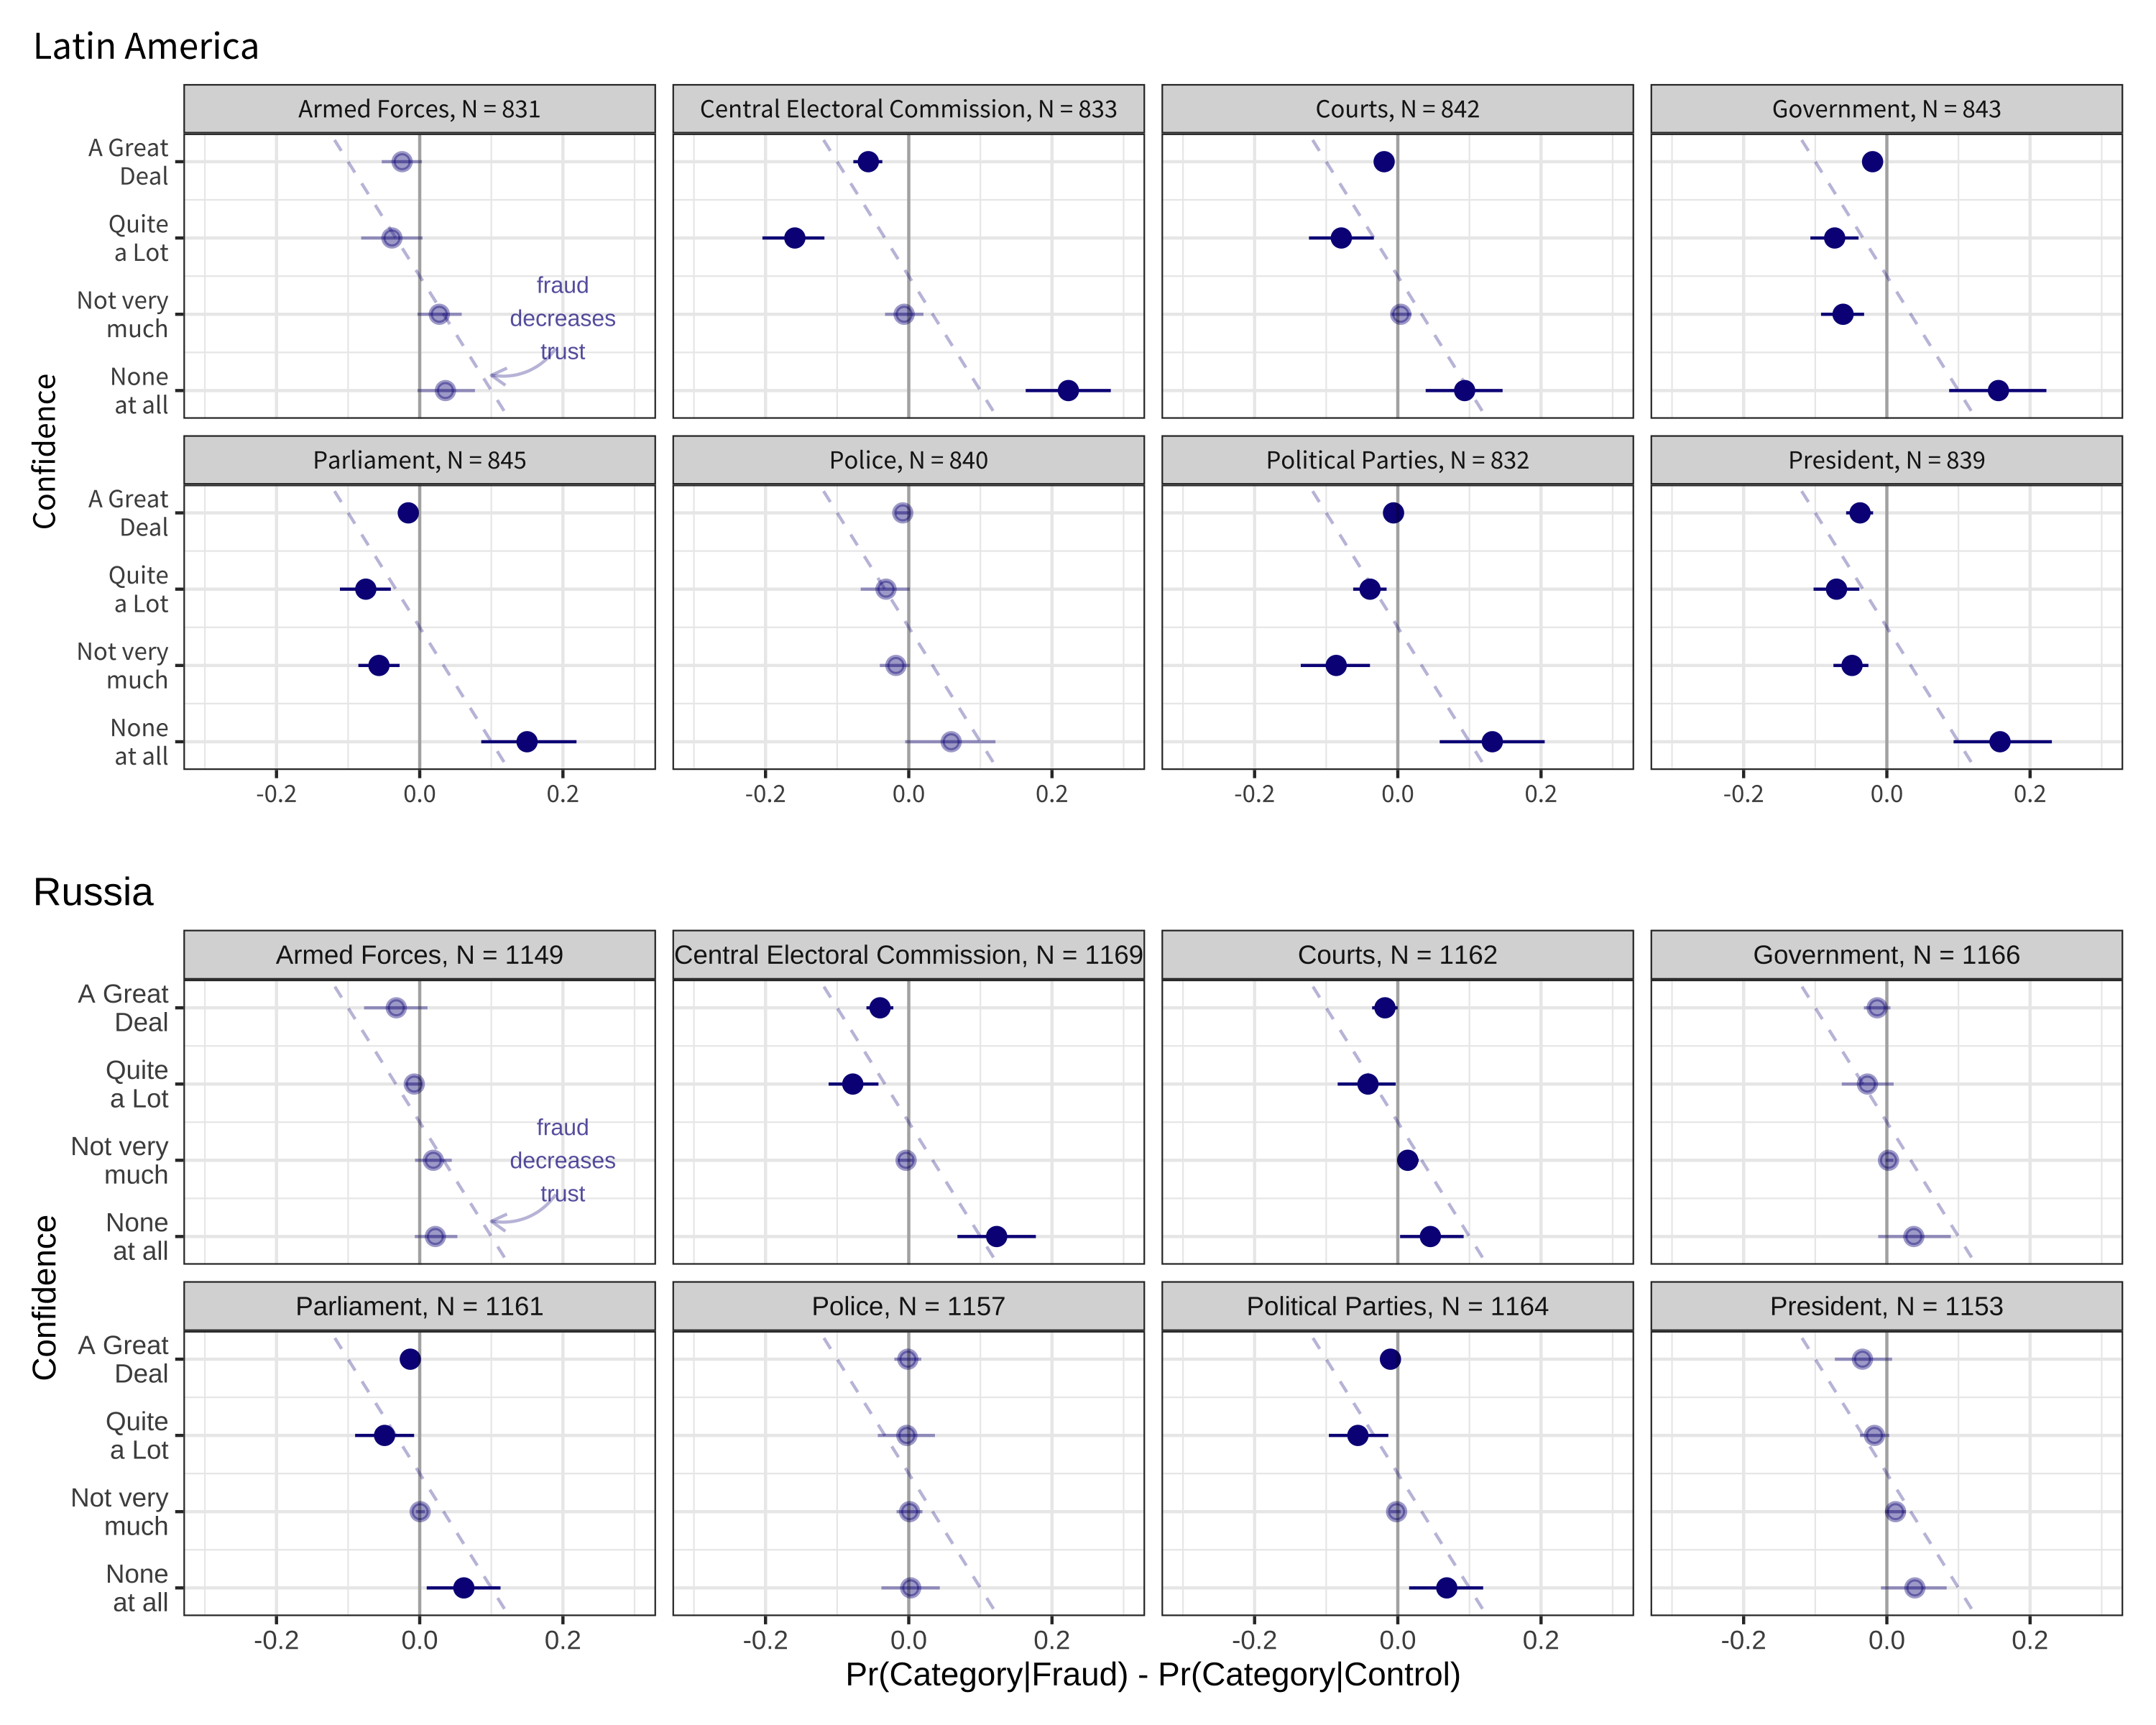 Latin America
Armed Forces, N = 831
Central Electoral Commission, N = 833
Courts, N = 842
Government, N = 843
A Great
Deal
Quite
a Lot
Not very
much
None
at all
fraud
decreases
trust
Confidence
Parliament, N = 845
Police, N = 840
Political Parties, N = 832
President, N = 839
A Great
Deal
Quite
a Lot
Not very
much
None
at all
-0.2 0.0 0.2
-0.2 0.0 0.2
-0.2 0.0 0.2
-0.2 0.0 0.2
Russia
Armed Forces, N = 1149
Central Electoral Commission, N = 1169
Courts, N = 1162
Government, N = 1166
A Great
Deal
Quite
a Lot
Not very
much
None
at all
fraud
decreases
trust
Confidence
Parliament, N = 1161
Police, N = 1157
Political Parties, N = 1164
President, N = 1153
A Great
Deal
Quite
a Lot
Not very
much
None
at all
-0.2 0.0 0.2
-0.2 0.0 0.2
-0.2 0.0 0.2
-0.2 0.0 0.2
Pr(Category|Fraud) - Pr(Category|Control)